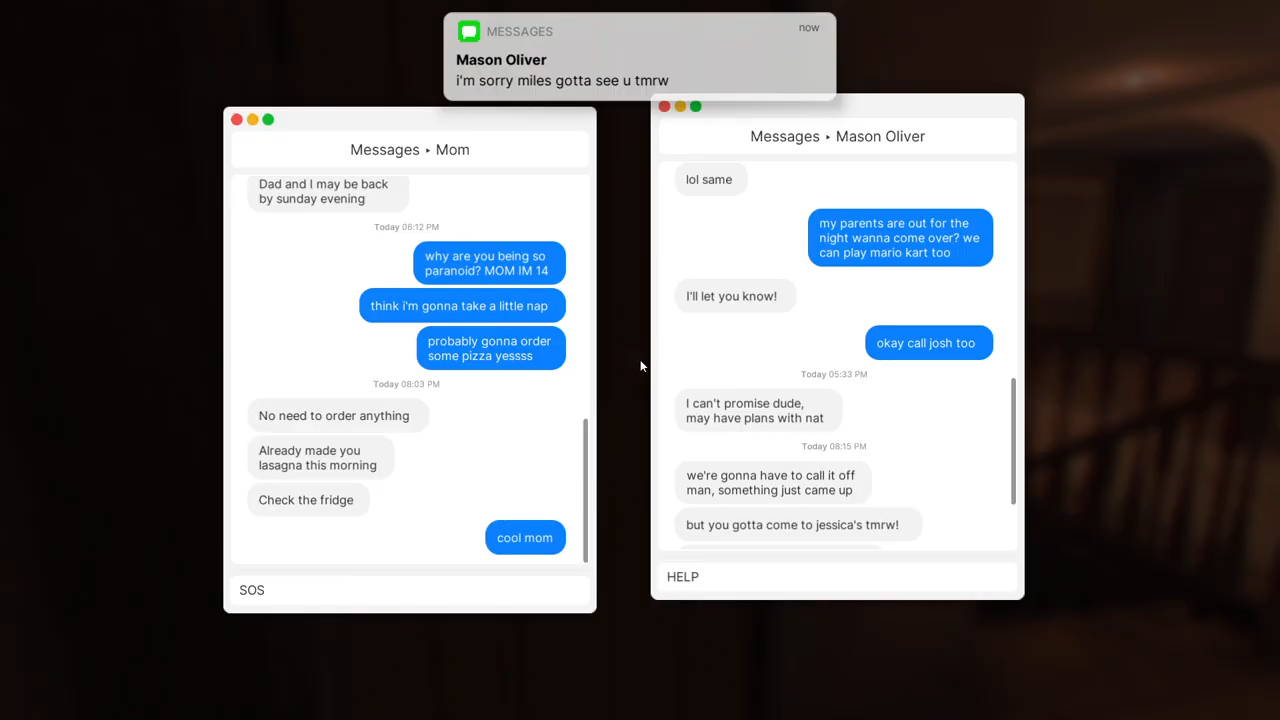 MESSAGES
now
Mason Oliver
i'm sorry miles gotta see u tmrw
Messages ‣ Mom
Dad and I may be back
by sunday evening
Today 06:12 PM
why are you being so
paranoid? MOM IM 14
think i'm gonna take a little nap
probably gonna order
some pizza yessss
Today 08:03 PM
No need to order anything
Already made you
lasagna this morning
Check the fridge
cool mom
SOS
Messages ‣ Mason Oliver
lol same
my parents are out for the
night wanna come over? we
can play mario kart too
I'll let you know!
okay call josh too
Today 05:33 PM
I can't promise dude,
may have plans with nat
Today 08:15 PM
we're gonna have to call it off
man, something just came up
but you gotta come to jessica's tmrw!
HELP